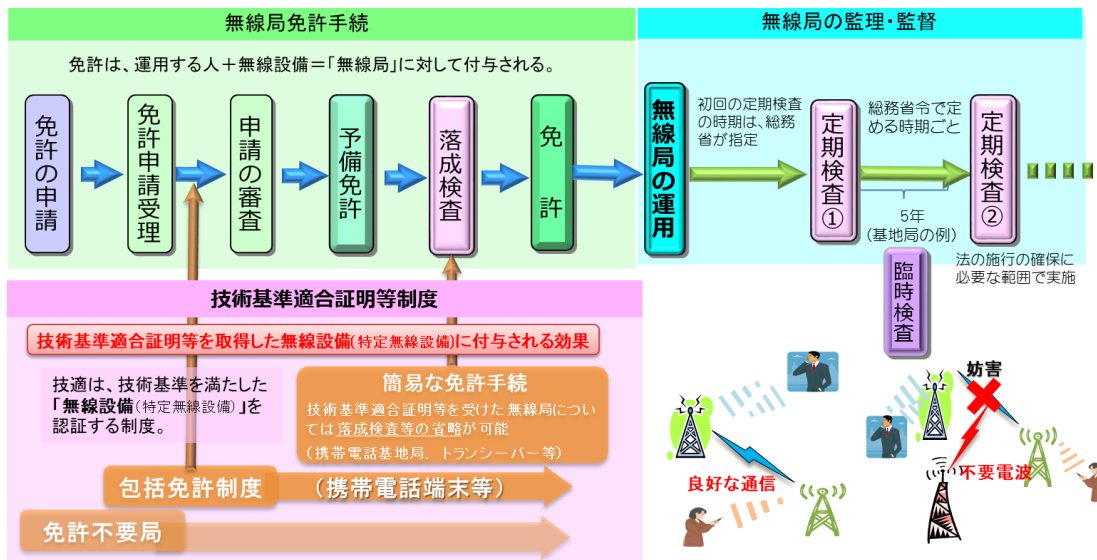 無線局免許手続
無線局の監理・監督
免許は、運用する人＋無線設備＝「無線局」に対して付与される。
免許の申請
免許申請受理
申請の審査
予備免許
落成検査
免許
無線局の運用
初回の定期検査
の時期は、総務
省が指定
定期検査①
総務省令で定
める時期ごと
定期検査②
5年
(基地局の例)
臨時検査
法の施行の確保に
必要な範囲で実施
技術基準適合証明等制度
技術基準適合証明等を取得した無線設備(特定無線設備)に付与される効果
技適は、技術基準を満たした
「無線設備(特定無線設備)」を
認証する制度。
簡易な免許手続
技術基準適合証明等を受けた無線局につい
ては落成検査等の省略が可能
(携帯電話基地局、トランシーバー等)
包括免許制度
(携帯電話端末等)
免許不要局
良好な通信
妨害
不要電波